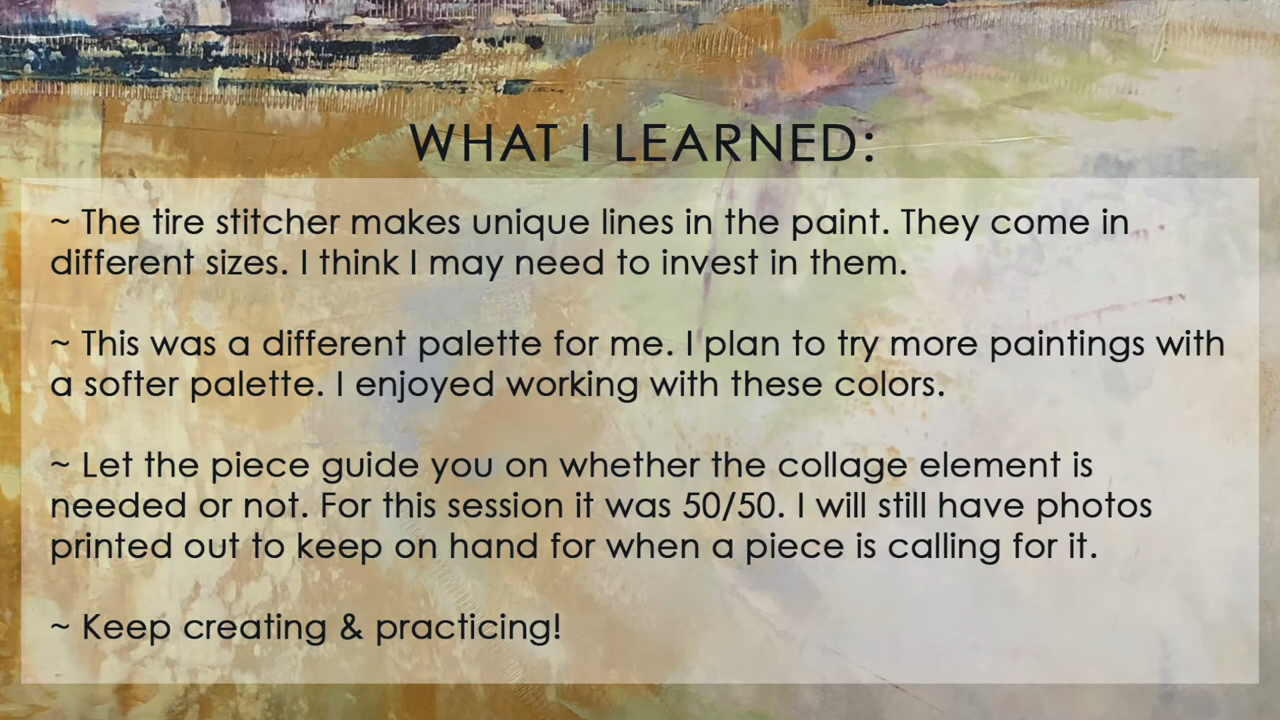 WHAT I LEARNED:
~ The tire stitcher makes unique lines in the paint. They come in
different sizes. I think I may need to invest in them.
~ This was a different palette for me. I plan to try more paintings with
a softer palette. I enjoyed working with these colors.
~ Let the piece guide you on whether the collage element is
needed or not. For this session it was 50/50. I will still have photos
printed out to keep on hand for when a piece is calling for it.
~ Keep creating & practicing!